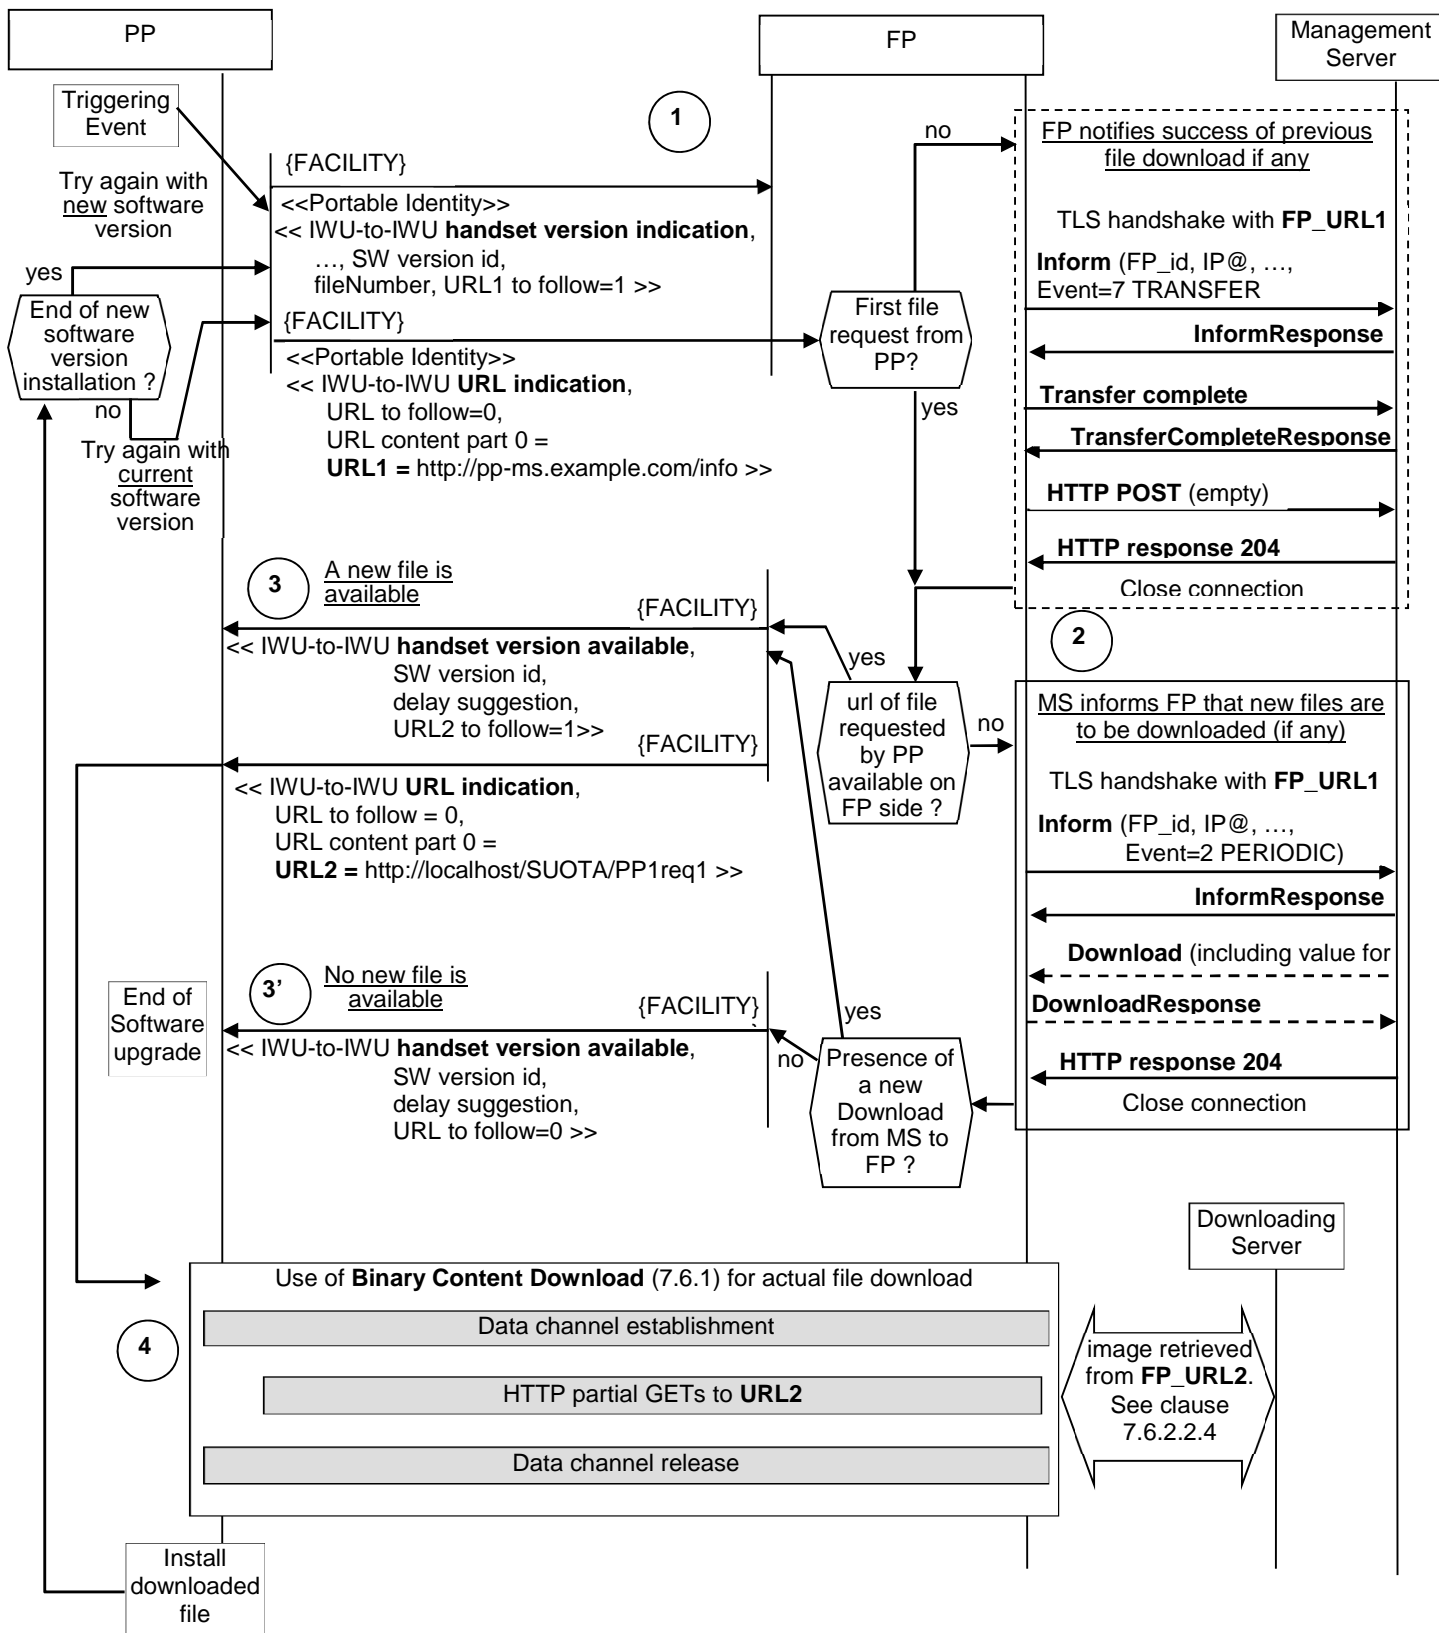 PP
FP
Management
Server
Triggering
Event
1
no
FP notifies success of previous
file download if any
{FACILITY}
Try again with
new software
version
<<Portable Identity>>
<< IWU-to-IWU handset version indication,
…, SW version id,
fileNumber, URL1 to follow=1 >>
TLS handshake with FP_URL1
Inform (FP_id, IP@, …,
Event=7 TRANSFER
yes
End of new
software
version
installation ?
no
{FACILITY}
First file
request from
PP?
InformResponse
<<Portable Identity>>
<< IWU-to-IWU URL indication,
URL to follow=0,
URL content part 0 =
URL1 = http://pp-ms.example.com/info >>
yes
Transfer complete
TransferCompleteResponse
Try again with
current
software
version
HTTP POST (empty)
HTTP response 204
Close connection
3
A new file is
available
{FACILITY}
<< IWU-to-IWU handset version available,
SW version id,
delay suggestion,
URL2 to follow=1>>
yes
2
url of file
requested
by PP
available on
FP side ?
no
MS informs FP that new files are
to be downloaded (if any)
{FACILITY}
<< IWU-to-IWU URL indication,
URL to follow = 0,
URL content part 0 =
URL2 = http://localhost/SUOTA/PP1req1 >>
TLS handshake with FP_URL1
Inform (FP_id, IP@, …,
Event=2 PERIODIC)
InformResponse
Download (including value for
DownloadResponse
HTTP response 204
Close connection
End of
Software
upgrade
3’
No new file is
available
{FACILITY}
<< IWU-to-IWU handset version available,
SW version id,
delay suggestion,
URL to follow=0 >>
yes
no
Presence of
a new
Download
from MS to
FP ?
Downloading
Server
Use of Binary Content Download (7.6.1) for actual file download
4
Data channel establishment
HTTP partial GETs to URL2
Data channel release
image retrieved
from FP_URL2.
See clause
7.6.2.2.4
Install
downloaded
file